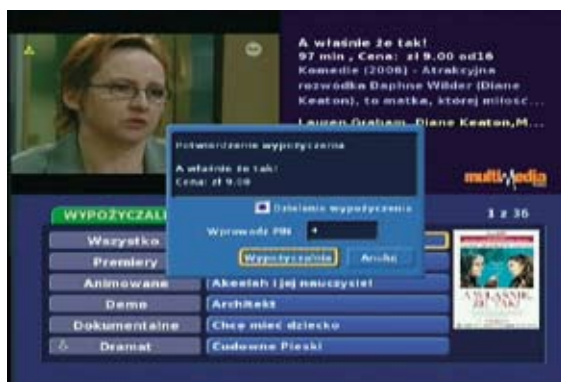 A właśnie że tak!
97 min , Cena: zł 9.00 od16
Komedie (2006) - Atrakcyjna
rozwódka Daphne Wilder (Diane
Keaton), to matka, której miłość...
Lauren Graham, Diane Keaton,M...
multimedia
Potwierdzenie wypożyczenia
A właśnie że tak!
Cena: zł 9.00
Działanie wypożyczenia
Wprowadź PIN *
Wypożyczalnia Anuluj
WYPOŻYCZALN
1 z 36
Wszystko
Premiery
Animowane Akeelah i jej nauczyciel
Demo Architekt
Dokumentalne Chcę mieć dziecko
Dramat Cudowne Pieski
A WŁAŚNIE,
ŻE TAK!